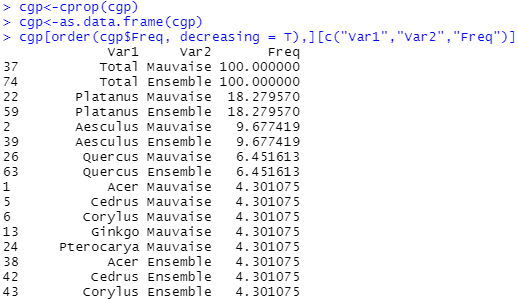 > cgp<-cprop(cgp)
> cgp<-as.data.frame(cgp)
> cgp[order(cgp$Freq, decreasing = T),][c("Var1","Var2","Freq")]
Var1 Var2 Freq
37 Total Mauvaise 100.000000
74 Total Ensemble 100.000000
22 Platanus Mauvaise 18.279570
59 Platanus Ensemble 18.279570
2 Aesculus Mauvaise 9.677419
39 Aesculus Ensemble 9.677419
26 Quercus Mauvaise 6.451613
63 Quercus Ensemble 6.451613
1 Acer Mauvaise 4.301075
5 Cedrus Mauvaise 4.301075
6 Corylus Mauvaise 4.301075
13 Ginkgo Mauvaise 4.301075
24 Pterocarya Mauvaise 4.301075
38 Acer Ensemble 4.301075
42 Cedrus Ensemble 4.301075
43 Corylus Ensemble 4.301075